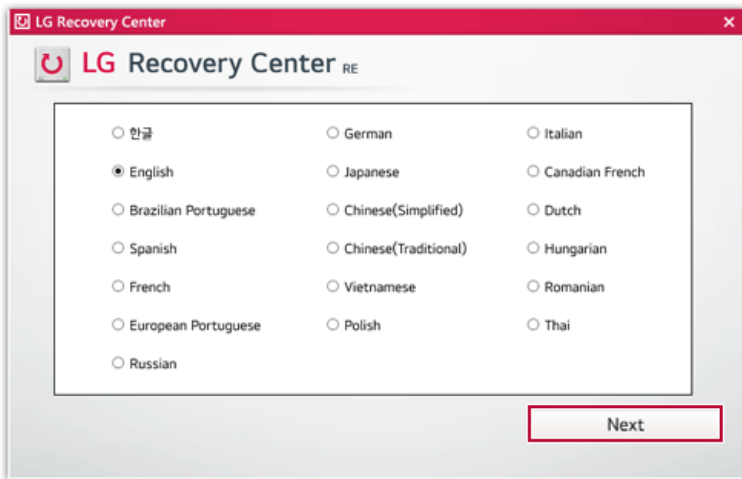 LG Recovery Center
LG Recovery Center RE
한글
German
Italian
English
Japanese
Canadian French
Brazilian Portuguese
Chinese(Simplified)
Dutch
Spanish
Chinese(Traditional)
Hungarian
French
Vietnamese
Romanian
European Portuguese
Polish
Thai
Russian
Next